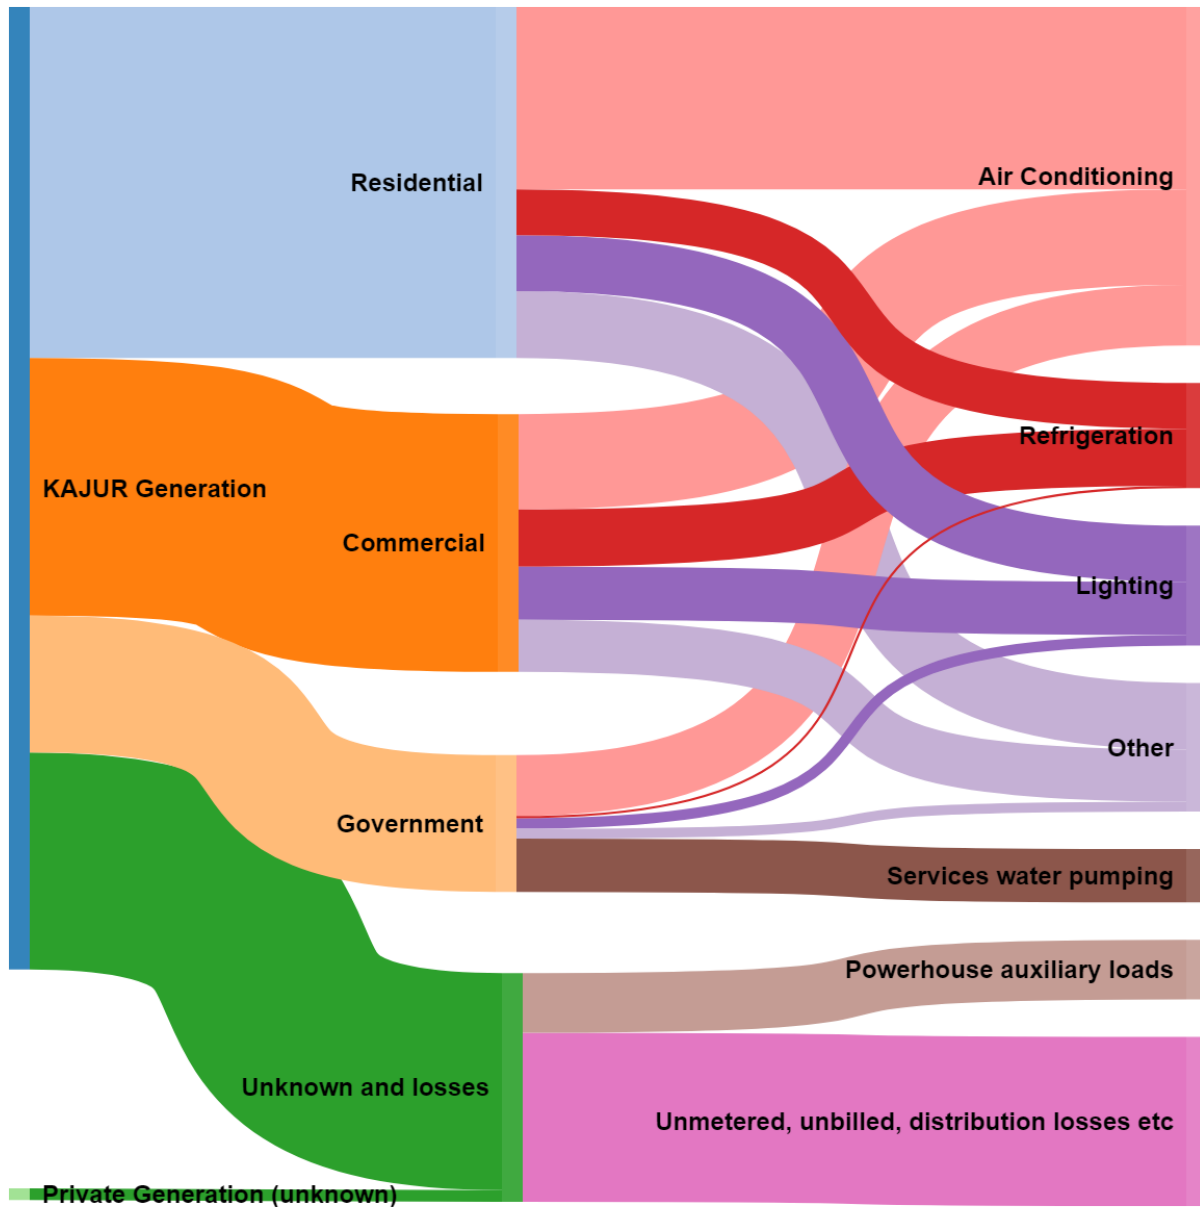 Residential
Air Conditioning
Refrigeration
KAJUR Generation
Commercial
Lighting
Other
Government
Services water pumping
Powerhouse auxiliary loads
Unknown and losses
Unmetered, unbilled, distribution losses etc
Private Generation (unknown)